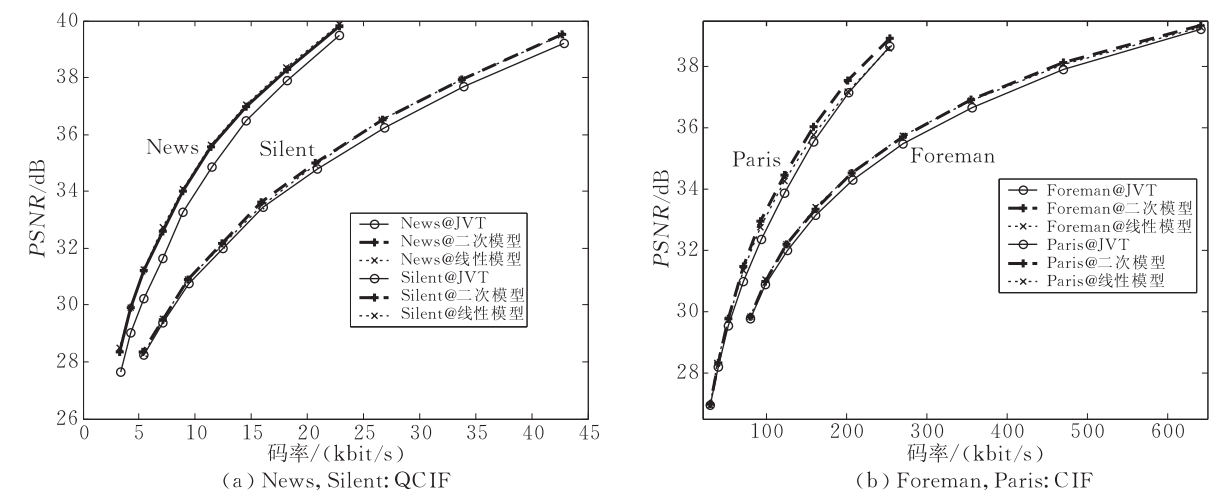 40
38
36
34
32
30
28
26
PSNR/dB
News
Silent
News@JVT
News@二次模型
News@线性模型
Silent@JVT
Silent@二次模型
Silent@线性模型
0 5 10 15 20 25 30 35 40 45
码率/(kbit/s)
(a) News, Silent: QCIF
38
36
34
32
30
28
PSNR/dB
Paris
Foreman
Foreman@JVT
Foreman@二次模型
Foreman@线性模型
Paris@JVT
Paris@二次模型
Paris@线性模型
100 200 300 400 500 600
码率/(kbit/s)
(b) Foreman, Paris: CIF